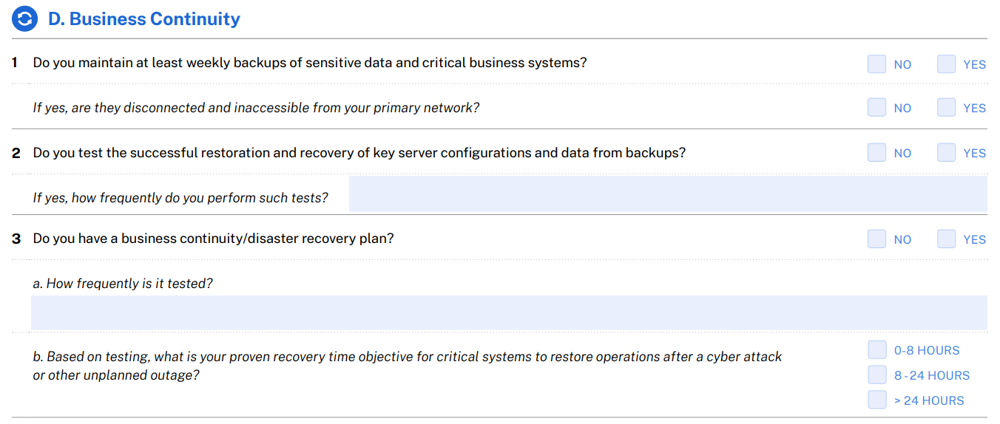 D. Business Continuity
1 Do you maintain at least weekly backups of sensitive data and critical business systems? NO YES
If yes, are they disconnected and inaccessible from your primary network? NO YES
2 Do you test the successful restoration and recovery of key server configurations and data from backups? NO YES
If yes, how frequently do you perform such tests?
3 Do you have a business continuity/disaster recovery plan? NO YES
a. How frequently is it tested?
b. Based on testing, what is your proven recovery time objective for critical systems to restore operations after a cyber attack
or other unplanned outage?
0-8 HOURS
8-24 HOURS
> 24 HOURS